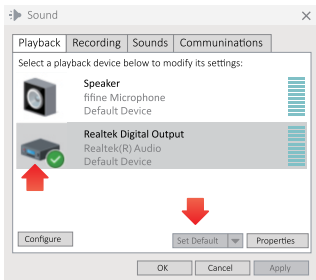 Sound
Playback Recording Sounds Communinations
Select a playback device below to modify its settings:
Speaker
fifine Microphone
Default Device
Realtek Digital Output
Realtek(R) Audio
Default Device
Configure Set Default Properties
OK Cancel Apply